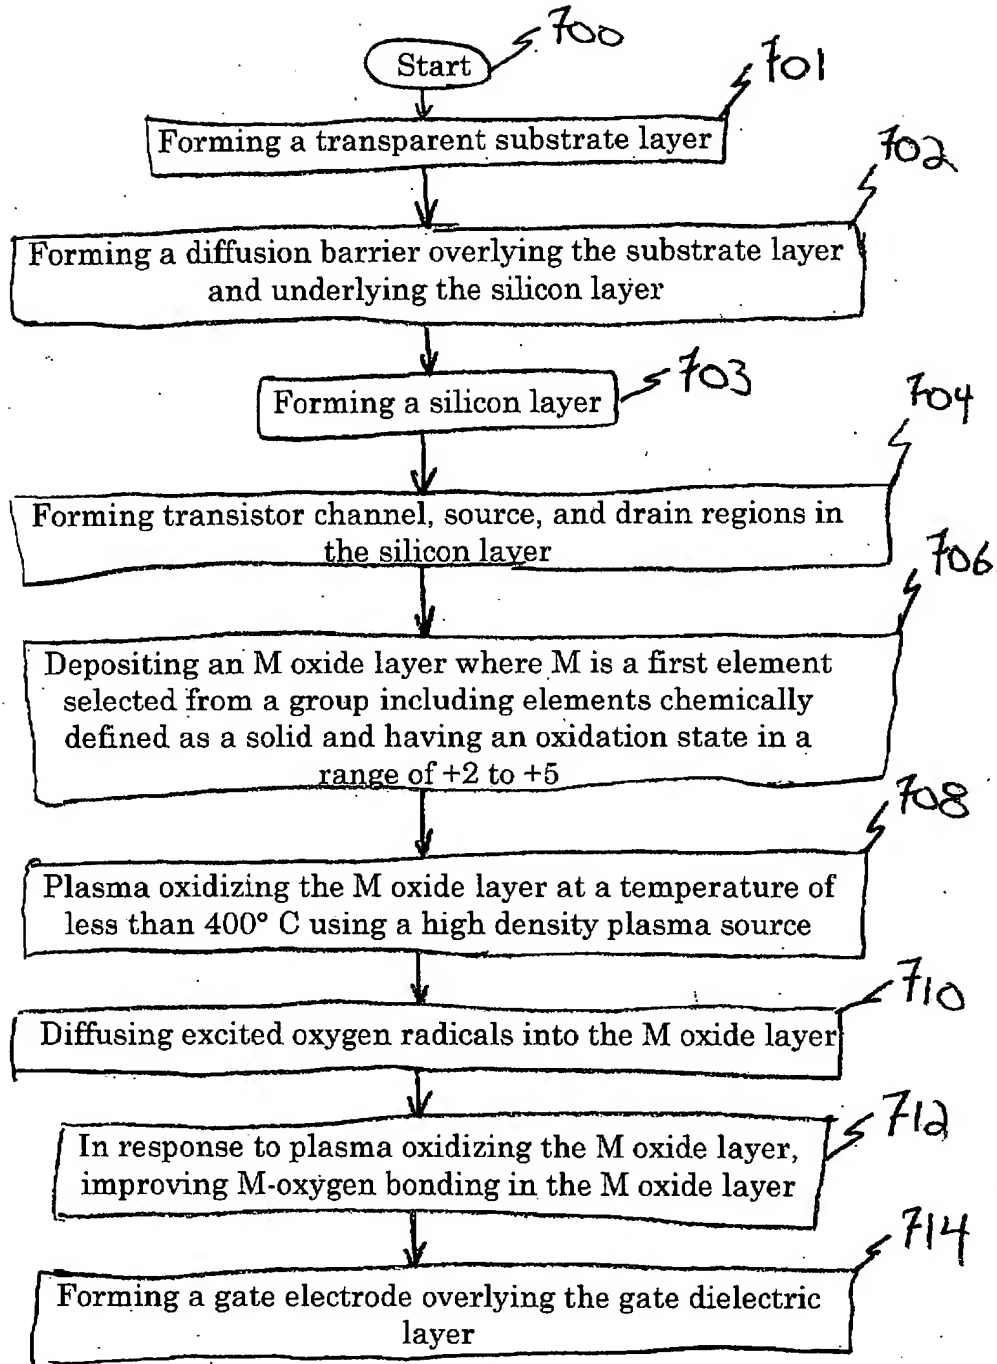 700
Start
701
Forming a transparent substrate layer
702
Forming a diffusion barrier overlying the substrate layer
and underlying the silicon layer
703
Forming a silicon layer
704
Forming transistor channel, source, and drain regions in
the silicon layer
706
Depositing an M oxide layer where M is a first element
selected from a group including elements chemically
defined as a solid and having an oxidation state in a
range of +2 to +5
708
Plasma oxidizing the M oxide layer at a temperature of
less than 400° C using a high density plasma source
710
Diffusing excited oxygen radicals into the M oxide layer
712
In response to plasma oxidizing the M oxide layer,
improving M-oxygen bonding in the M oxide layer
714
Forming a gate electrode overlying the gate dielectric
layer